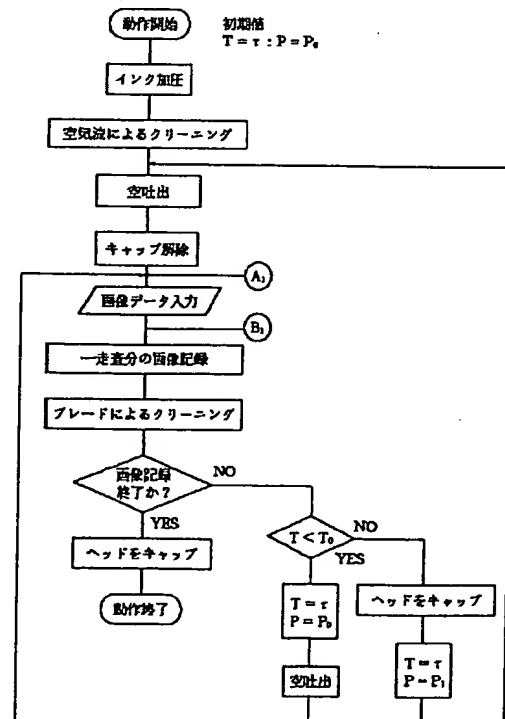 動作開始
初期値
T = τ : P = P₀
インク加圧
空気流によるクリーニング
空吐出
キャップ解除
A₁
画像データ入力
B₁
一走査分の画像記録
ブレードによるクリーニング
画像記録
終了か？
NO
YES
T < T₀
NO
YES
ヘッドをキャップ
ヘッドをキャップ
動作終了
T = τ
P = P₀
T = τ
P = P₁
空吐出